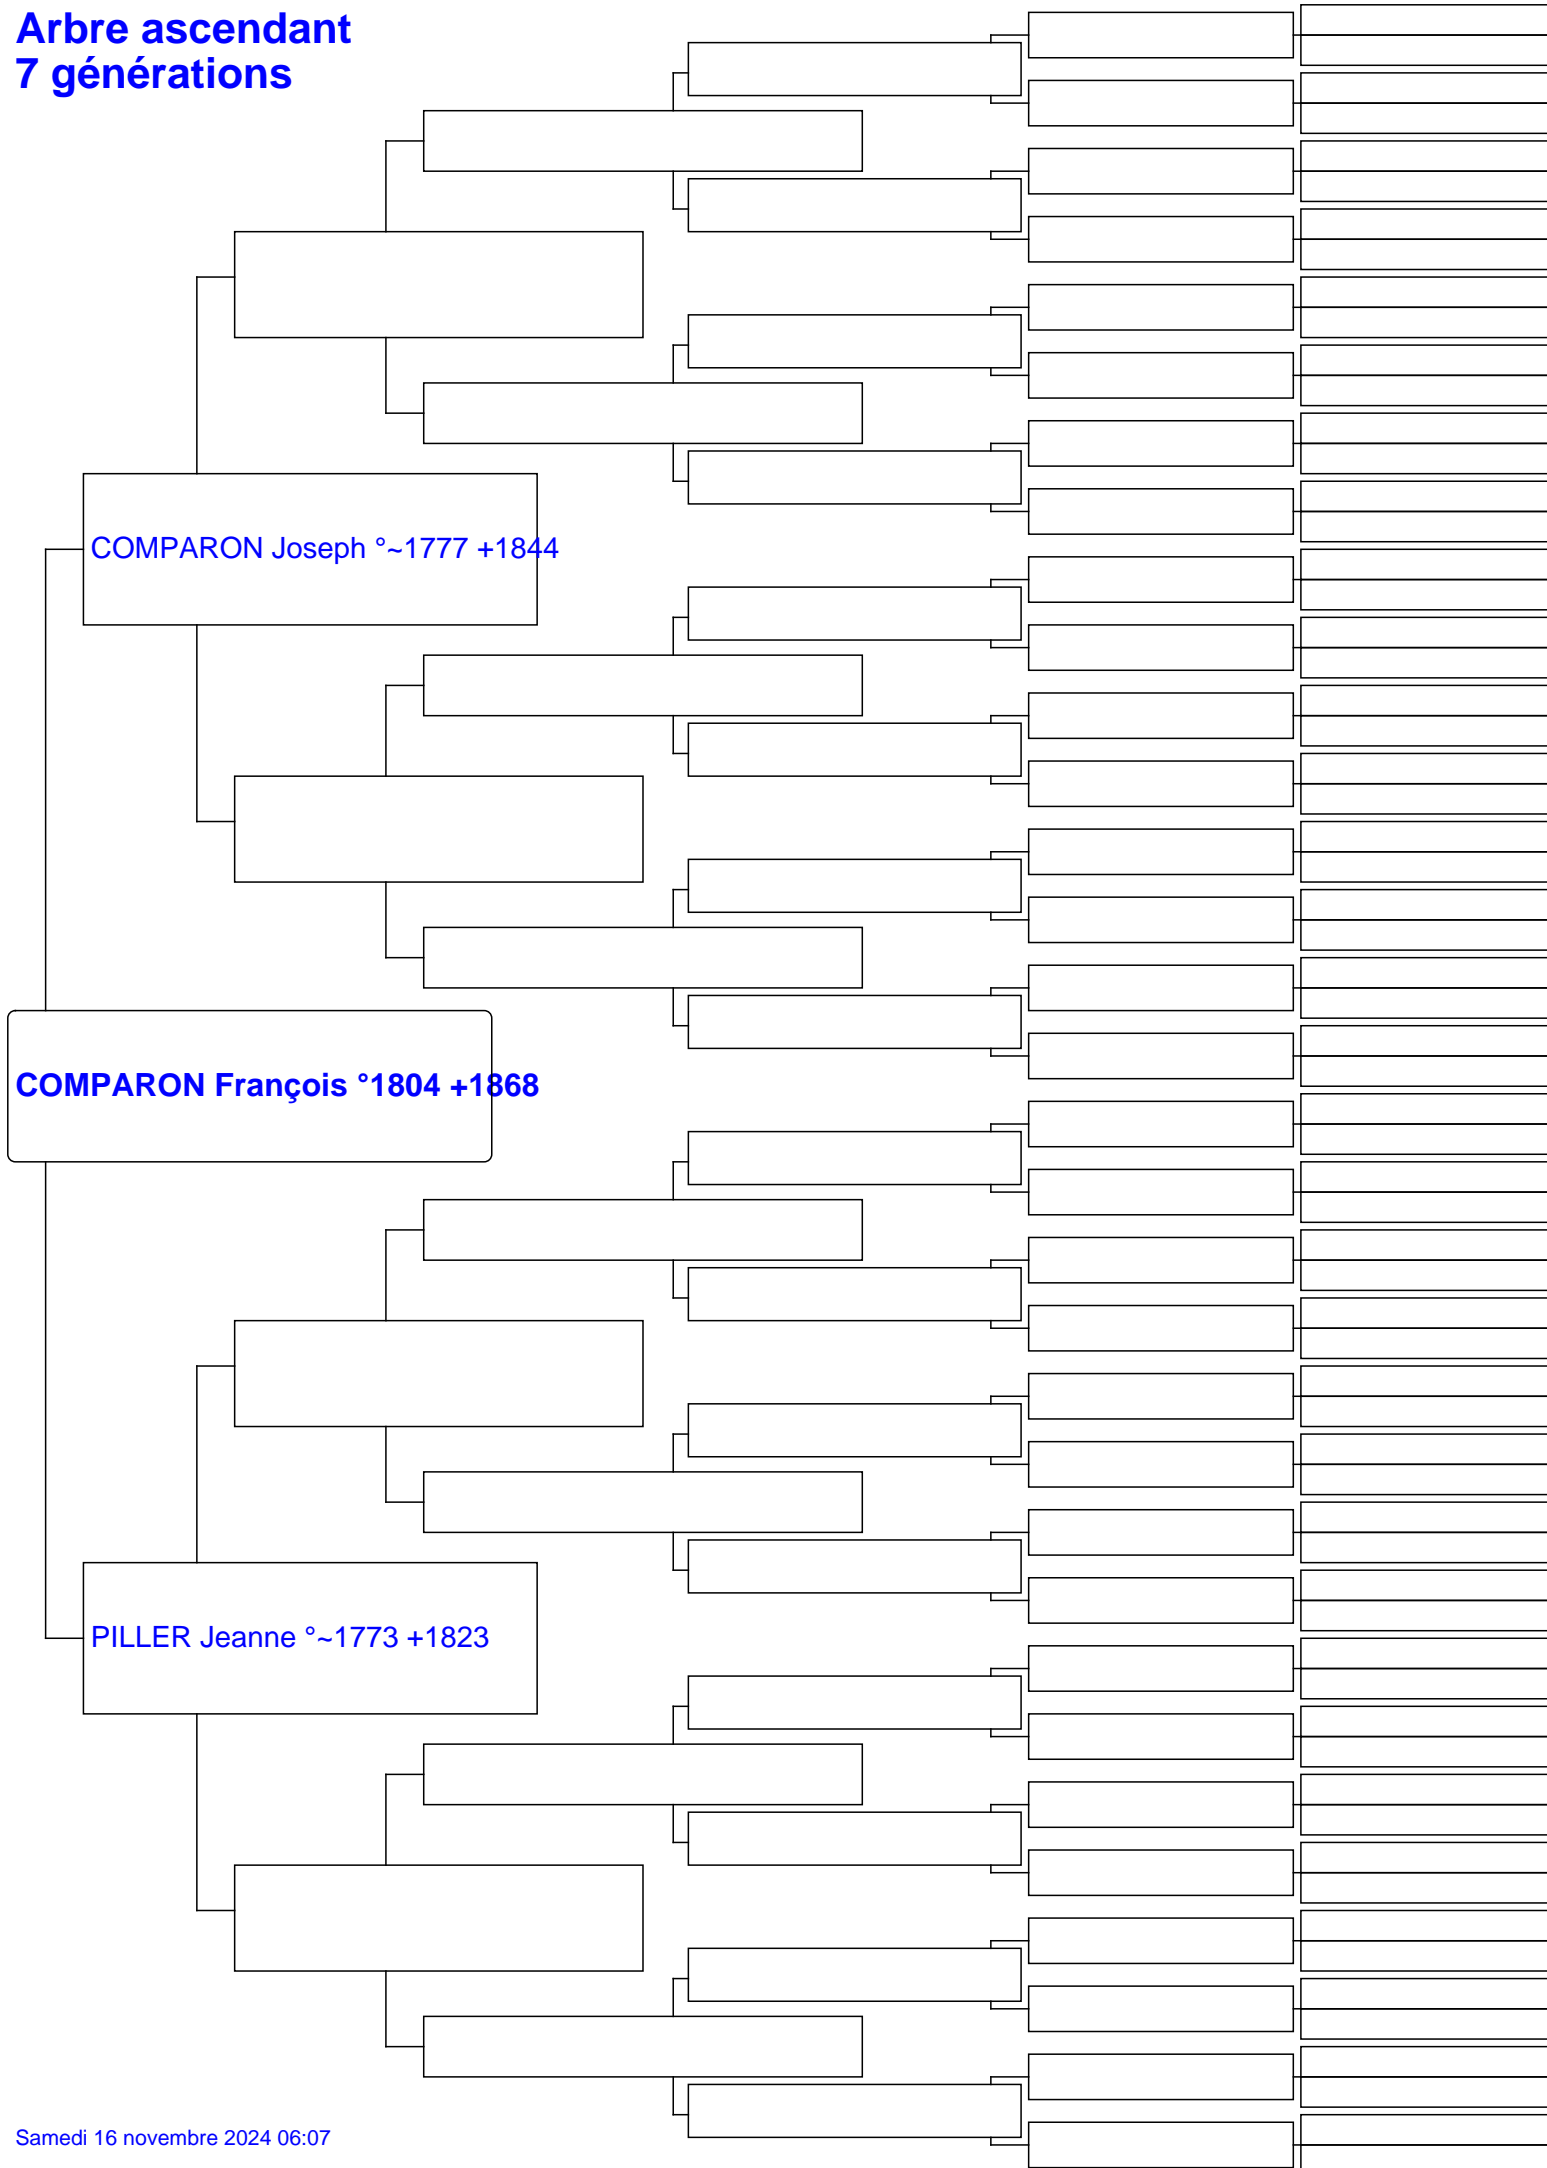 Arbre ascendant
7 générations
COMPARON Joseph °~1777 +1844
COMPARON François °1804 +1868
PILLER Jeanne °~1773 +1823
Samedi 16 novembre 2024 06:07